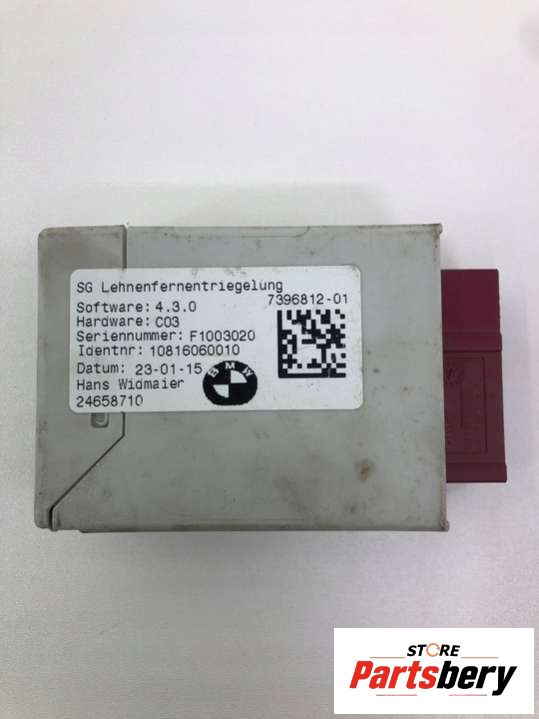 SG Lehnenfernentriegelung
Software: 4.3.0 7396812-01
Hardware: C03
Seriennummer: F1003020
Identnr: 10816060010
Datum: 23-01-15
Hans Widmaier
24658710
BMW
STORE
Partsbery